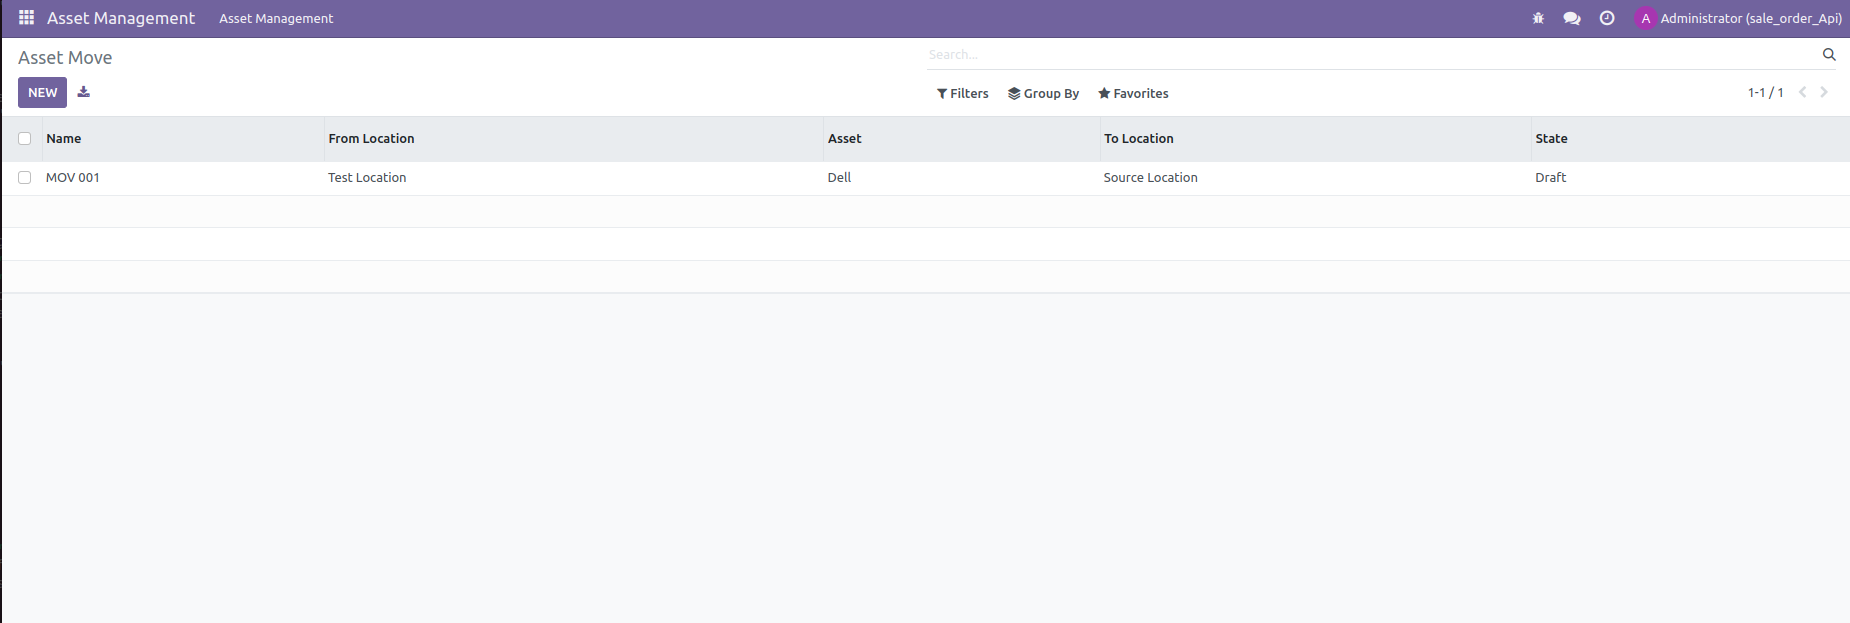 Asset Management Asset Management A Administrator (sale_order_Api)
Asset Move Search...
NEW Filters Group By Favorites 1-1 / 1
Name From Location Asset To Location State
MOV 001 Test Location Dell Source Location Draft